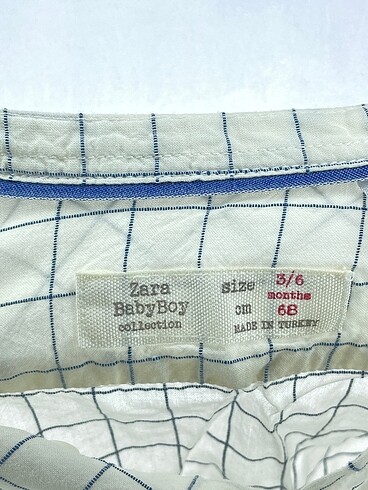 Zara
BabyBoy
collection
size 3/6
months
cm 68
MADE IN TURKEY